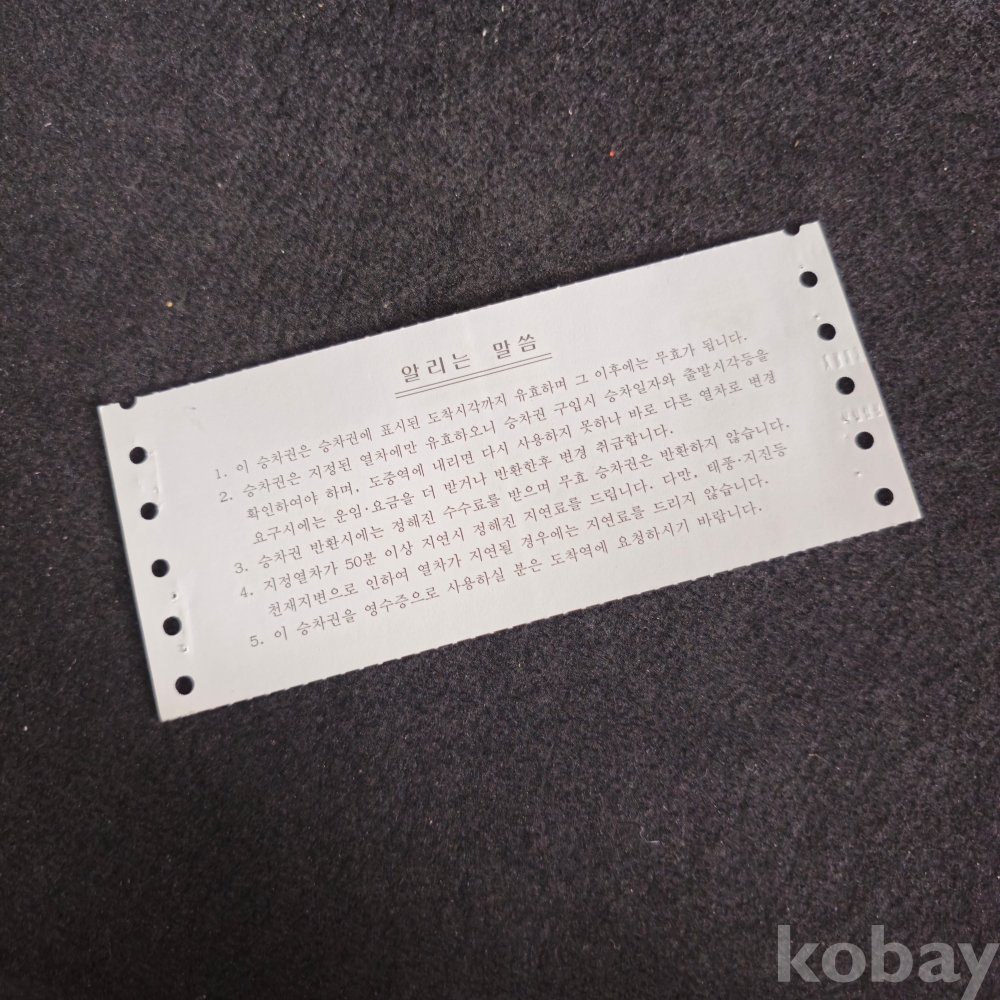 알리는 말씀
1. 이 승차권은 승차권에 표시된 도착시각까지 유효하며 그 이후에는 무효가 됩니다.
2. 승차권은 지정된 열차에만 유효하오니 승차권 구입시 승차일자와 출발시각등을
확인하여야 하며, 도중역에 내리면 다시 사용하지 못하나 바로 다른 열차로 변경
요구시에는 운임·요금을 더 받거나 반환한후 변경 취급합니다.
3. 승차권 반환시에는 정해진 수수료를 받으며 무효 승차권은 반환하지 않습니다.
4. 지정열차가 50분 이상 지연시 정해진 지연료를 드립니다. 다만, 태풍·지진등
천재지변으로 인하여 열차가 지연될 경우에는 지연료를 드리지 않습니다.
5. 이 승차권을 영수증으로 사용하실 분은 도착역에 요청하시기 바랍니다.
kobay